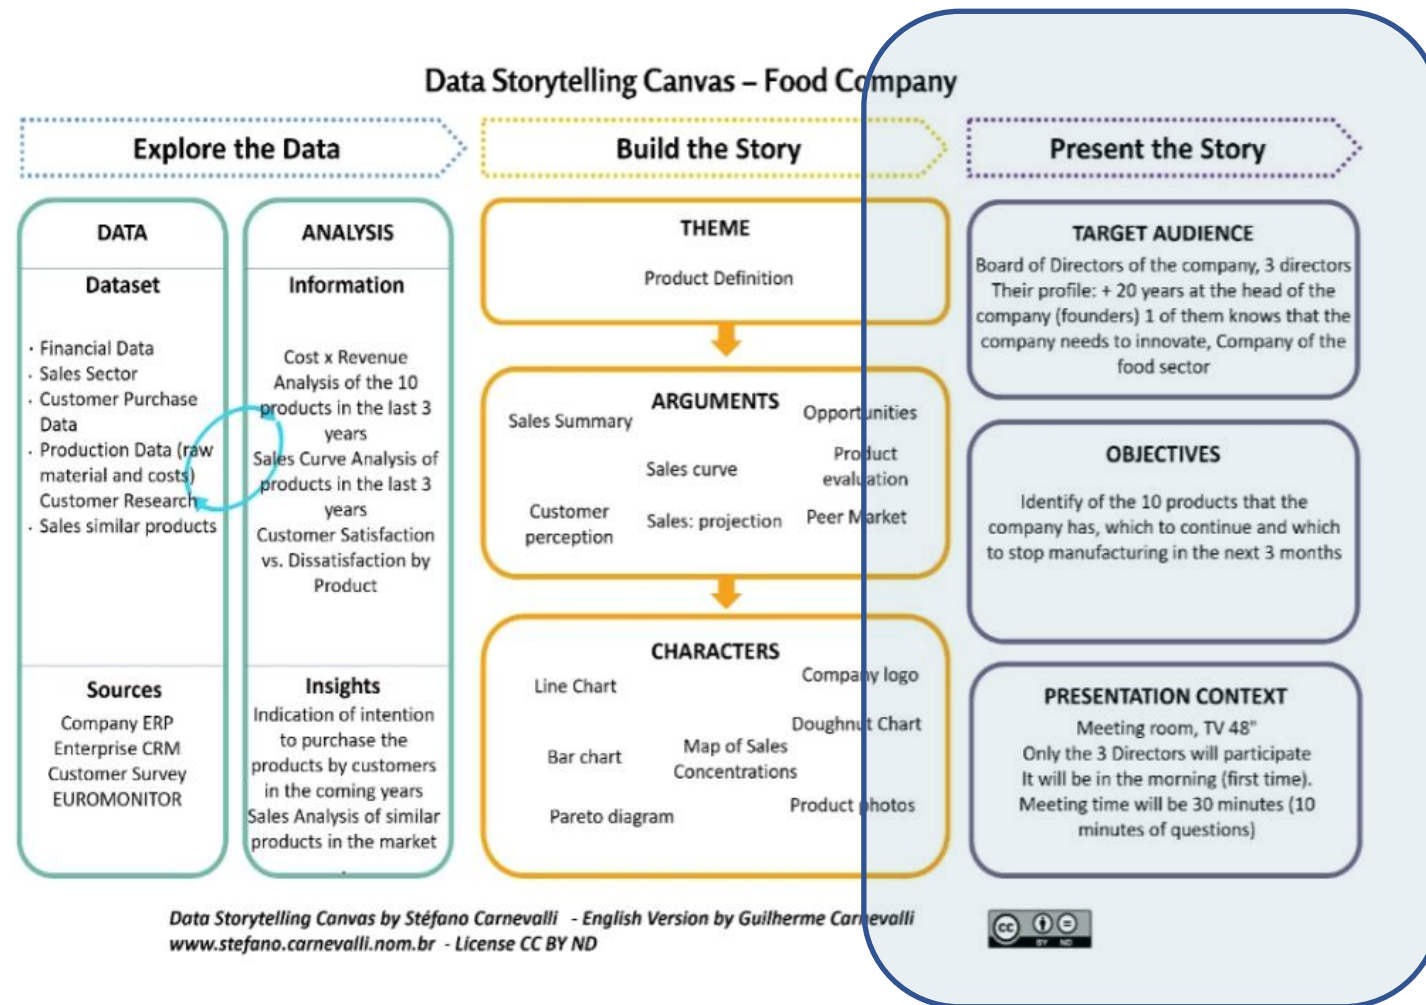 Data Storytelling Canvas – Food Company
Explore the Data
Build the Story
Present the Story
DATA
Dataset
· Financial Data
· Sales Sector
· Customer Purchase
Data
· Production Data (raw
material and costs)
Customer Research
· Sales similar products
Sources
Company ERP
Enterprise CRM
Customer Survey
EUROMONITOR
ANALYSIS
Information
Cost x Revenue
Analysis of the 10
products in the last 3
years
Sales Curve Analysis of
products in the last 3
years
Customer Satisfaction
vs. Dissatisfaction by
Product
Insights
Indication of intention
to purchase the
products by customers
in the coming years
Sales Analysis of similar
products in the market
.
THEME
Product Definition
ARGUMENTS
Sales Summary
Opportunities
Sales curve
Product
evaluation
Customer
perception
Sales: projection
Peer Market
CHARACTERS
Line Chart
Company logo
Doughnut Chart
Bar chart
Map of Sales
Concentrations
Pareto diagram
Product photos
TARGET AUDIENCE
Board of Directors of the company, 3 directors
Their profile: + 20 years at the head of the
company (founders) 1 of them knows that the
company needs to innovate, Company of the
food sector
OBJECTIVES
Identify of the 10 products that the
company has, which to continue and which
to stop manufacturing in the next 3 months
PRESENTATION CONTEXT
Meeting room, TV 48"
Only the 3 Directors will participate
It will be in the morning (first time).
Meeting time will be 30 minutes (10
minutes of questions)
Data Storytelling Canvas by Stéfano Carnevalli - English Version by Guilherme Carnevalli
www.stefano.carnevalli.nom.br - License CC BY ND
cc
BY ND